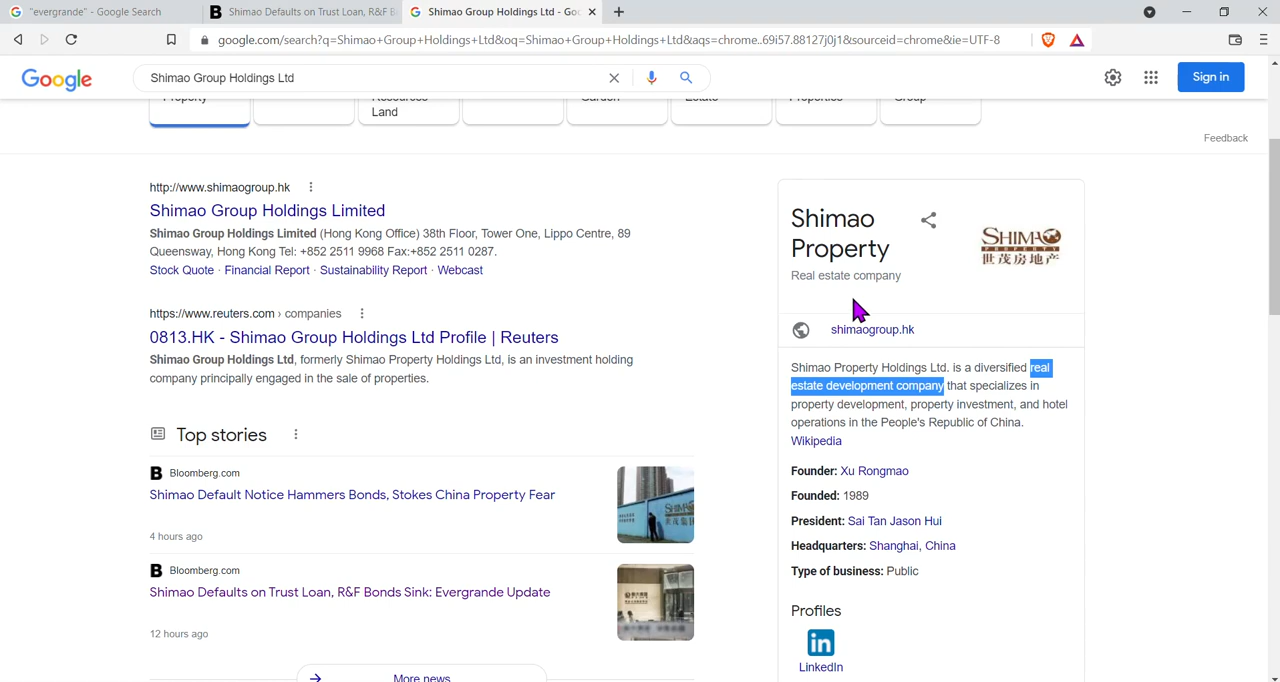 "evergrande" - Google Search
Shimao Defaults on Trust Loan, R&F B
Shimao Group Holdings Ltd - Goo
google.com/search?q=Shimao+Group+Holdings+Ltd&oq=Shimao+Group+Holdings+Ltd&aqs=chrome..69i57.88127j0j1&sourceid=chrome&ie=UTF-8
Google
Shimao Group Holdings Ltd
Sign in
Property
Resources
Land
Garden
Estate
Properties
Group
Feedback
http://www.shimaogroup.hk
Shimao Group Holdings Limited
Shimao Group Holdings Limited (Hong Kong Office) 38th Floor, Tower One, Lippo Centre, 89
Queensway, Hong Kong Tel: +852 2511 9968 Fax:+852 2511 0287.
Stock Quote · Financial Report · Sustainability Report · Webcast
https://www.reuters.com › companies
0813.HK - Shimao Group Holdings Ltd Profile | Reuters
Shimao Group Holdings Ltd, formerly Shimao Property Holdings Ltd, is an investment holding
company principally engaged in the sale of properties.
Top stories
Bloomberg.com
Shimao Default Notice Hammers Bonds, Stokes China Property Fear
4 hours ago
Bloomberg.com
Shimao Defaults on Trust Loan, R&F Bonds Sink: Evergrande Update
12 hours ago
More news
Shimao
Property
Real estate company
SHIMAO
PROPERTY
世茂房地产
shimaogroup.hk
Shimao Property Holdings Ltd. is a diversified real
estate development company that specializes in
property development, property investment, and hotel
operations in the People's Republic of China.
Wikipedia
Founder: Xu Rongmao
Founded: 1989
President: Sai Tan Jason Hui
Headquarters: Shanghai, China
Type of business: Public
Profiles
in
LinkedIn